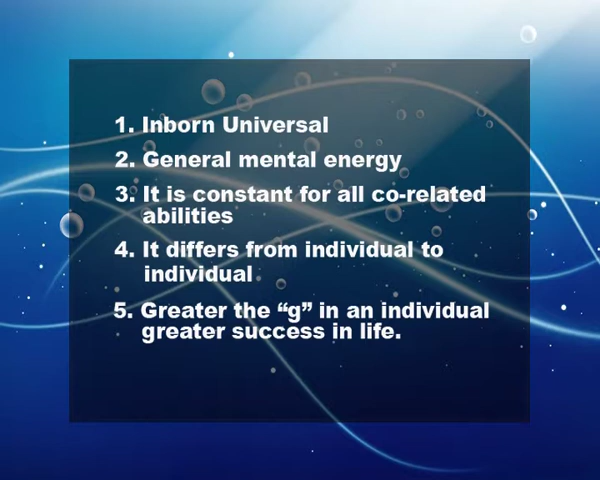 1. Inborn Universal
2. General mental energy
3. It is constant for all co-related
abilities
4. It differs from individual to
individual
5. Greater the “g” in an individual
greater success in life.